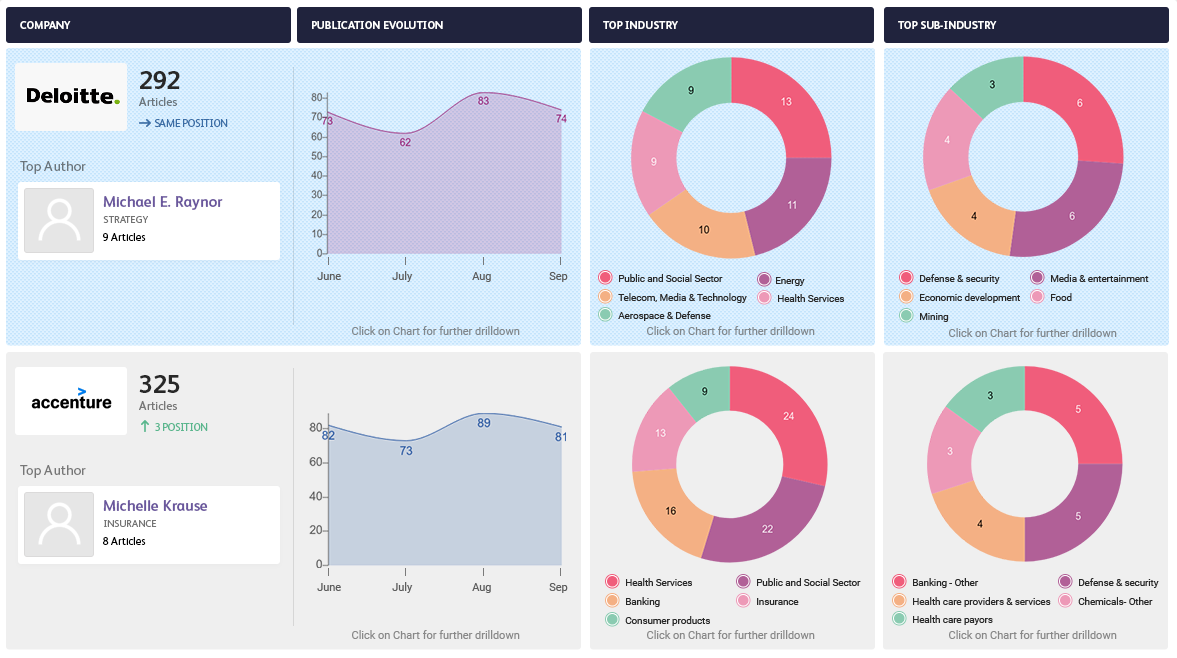 COMPANY
PUBLICATION EVOLUTION
TOP INDUSTRY
TOP SUB-INDUSTRY
Deloitte.
292
Articles
→ SAME POSITION
Top Author
Michael E. Raynor
STRATEGY
9 Articles
80
70
60
50
40
30
20
10
0
73
62
83
74
June July Aug Sep
Click on Chart for further drilldown
13
11
10
9
9
Public and Social Sector
Energy
Telecom, Media & Technology
Health Services
Aerospace & Defense
Click on Chart for further drilldown
6
6
4
4
3
Defense & security
Media & entertainment
Economic development
Food
Mining
Click on Chart for further drilldown
accenture
325
Articles
↑ 3 POSITION
Top Author
Michelle Krause
INSURANCE
8 Articles
80
60
40
20
0
82
73
89
81
June July Aug Sep
Click on Chart for further drilldown
24
22
16
13
9
Health Services
Public and Social Sector
Banking
Insurance
Consumer products
Click on Chart for further drilldown
5
5
4
3
3
Banking - Other
Defense & security
Health care providers & services
Chemicals- Other
Health care payors
Click on Chart for further drilldown